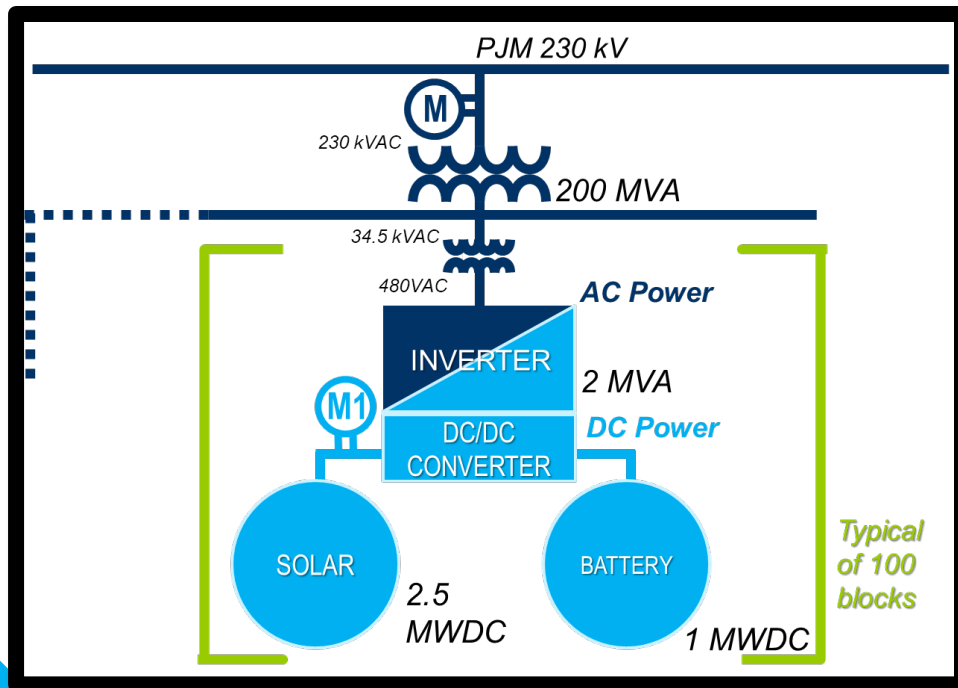 PJM 230 kV
M
230 kVAC
200 MVA
34.5 kVAC
480VAC
AC Power
INVERTER
2 MVA
M1
DC/DC
CONVERTER
DC Power
SOLAR
2.5
MWDC
BATTERY
1 MWDC
Typical
of 100
blocks